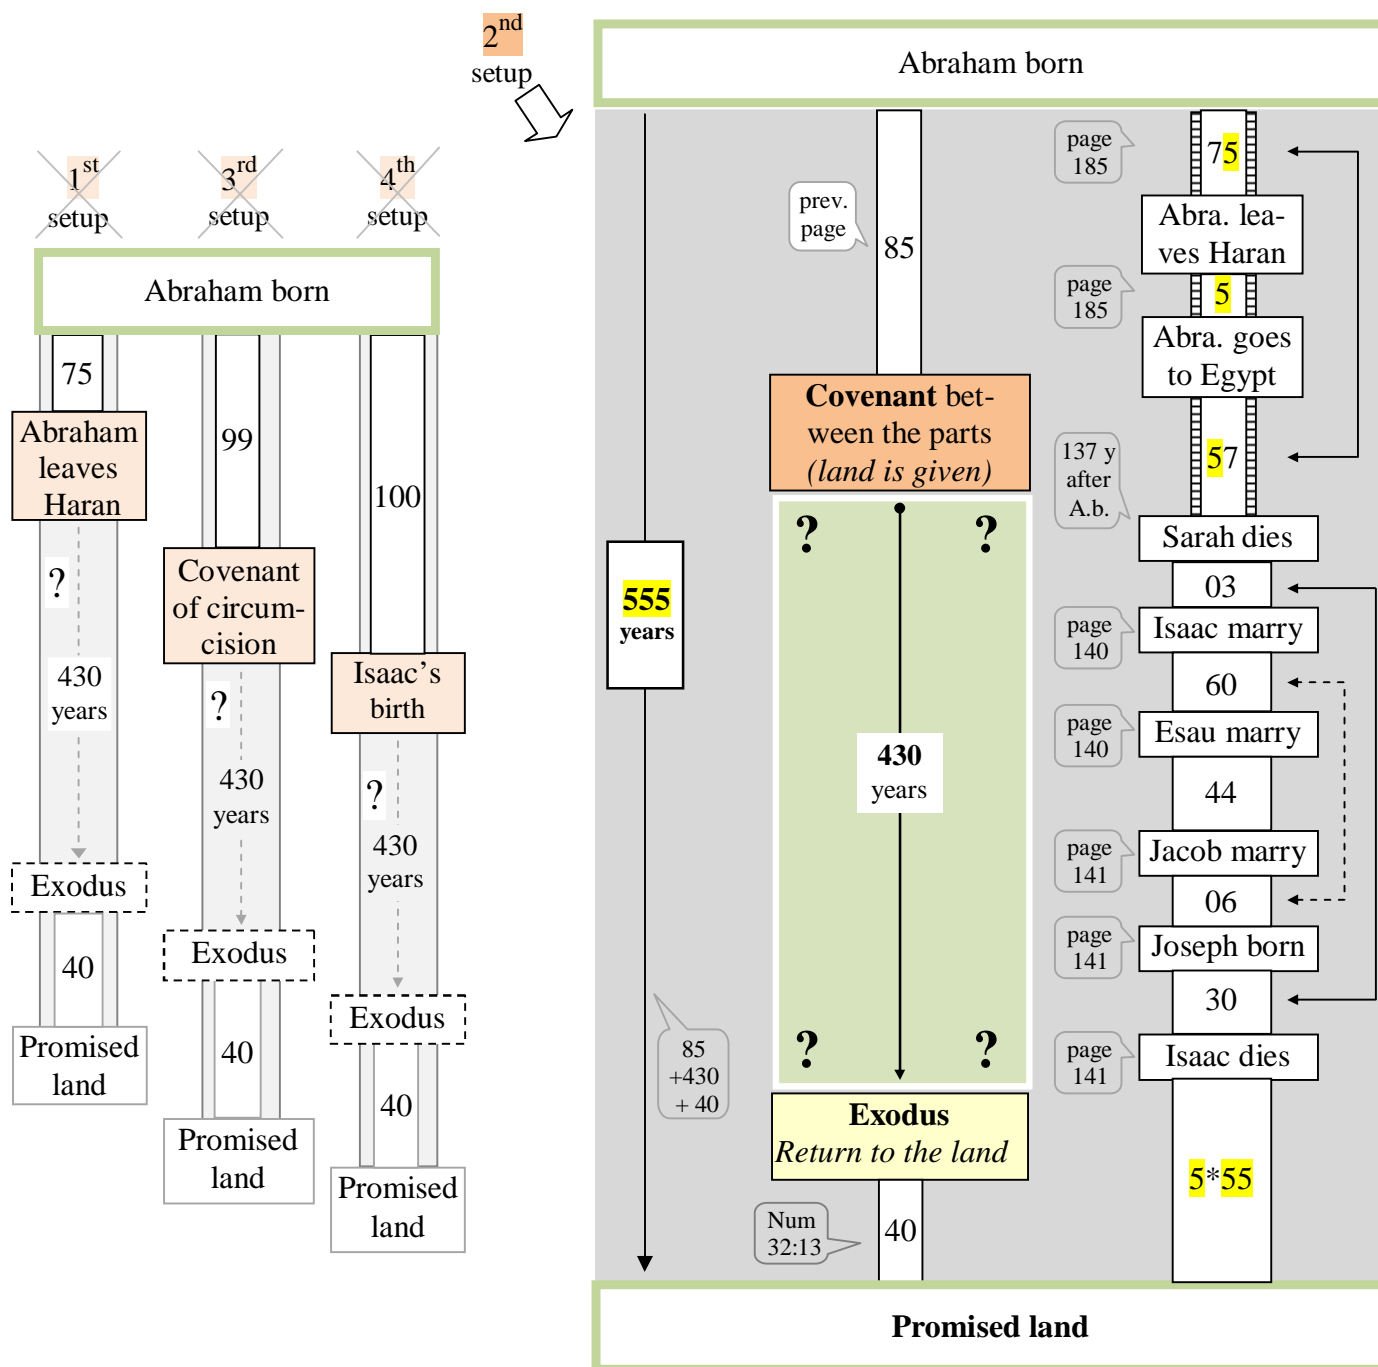 2nd
setup
1st
setup
3rd
setup
4th
setup
Abraham born
75
Abraham
leaves
Haran
?
430
years
Exodus
40
Promised
land
99
Covenant
of circum-
cision
?
430
years
Exodus
40
Promised
land
100
Isaac’s
birth
?
430
years
Exodus
40
Promised
land
Abraham born
555
years
85
+430
+ 40
prev.
page
85
Covenant bet-
ween the parts
(land is given)
? ?
430
years
? ?
Exodus
Return to the land
Num
32:13
40
page
185
75
Abra. lea-
ves Haran
page
185
5
Abra. goes
to Egypt
57
137 y
after
A.b.
Sarah dies
03
Isaac marry
page
140
60
Esau marry
page
140
44
Jacob marry
page
141
06
Joseph born
page
141
30
Isaac dies
page
141
5*55
Promised land